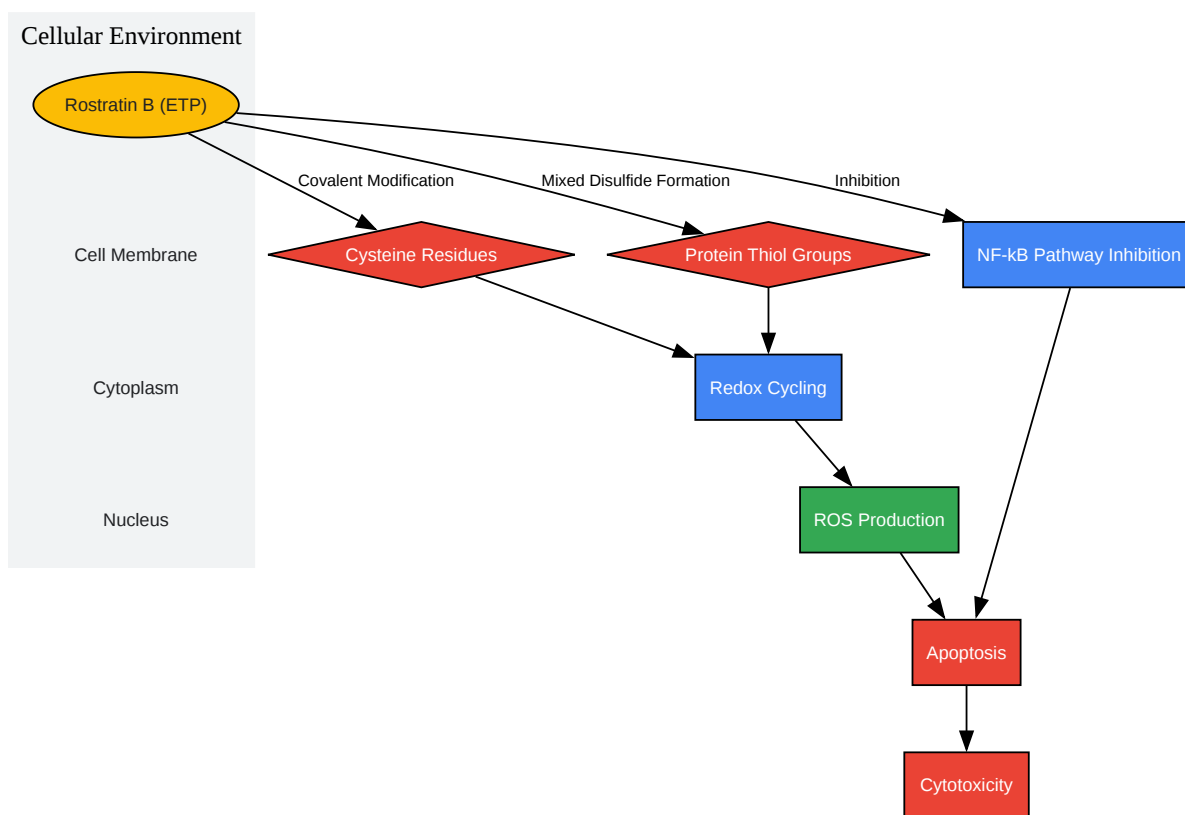 Cellular Environment
Rostratin B (ETP)
Covalent Modification
Mixed Disulfide Formation
Inhibition
Cell Membrane
Cysteine Residues
Protein Thiol Groups
NF-kB Pathway Inhibition
Cytoplasm
Redox Cycling
Nucleus
ROS Production
Apoptosis
Cytotoxicity